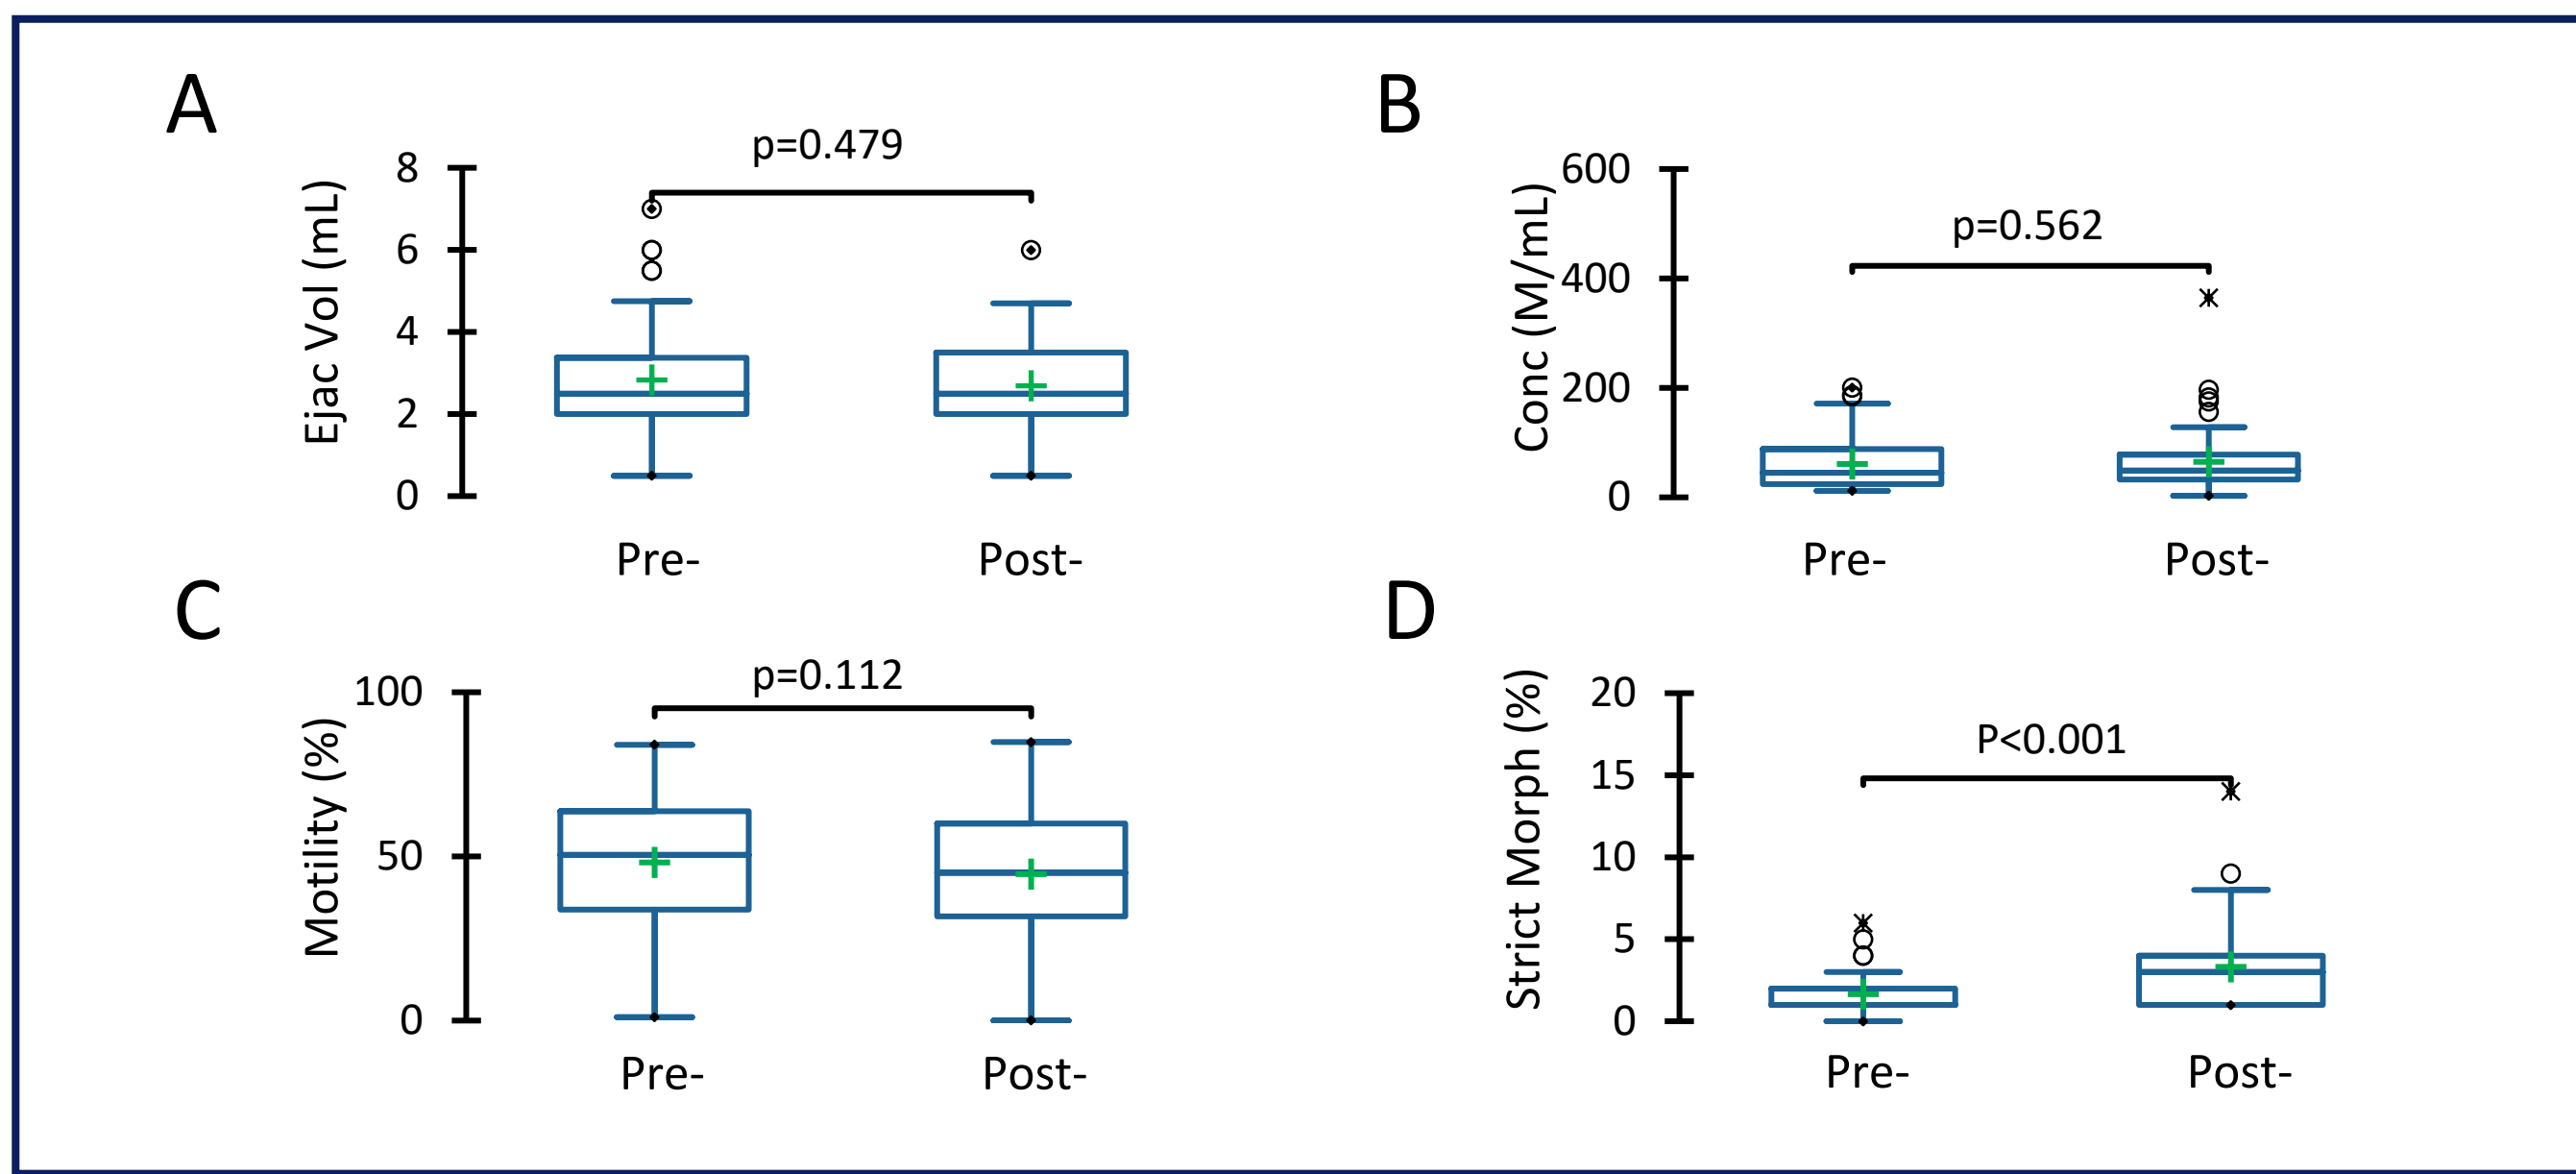 A
Ejac Vol (mL)
8
6
4
2
0
p=0.479
Pre-
Post-
B
Conc (M/mL)
600
400
200
0
p=0.562
Pre-
Post-
C
Motility (%)
100
50
0
p=0.112
Pre-
Post-
D
Strict Morph (%)
20
15
10
5
0
P<0.001
Pre-
Post-